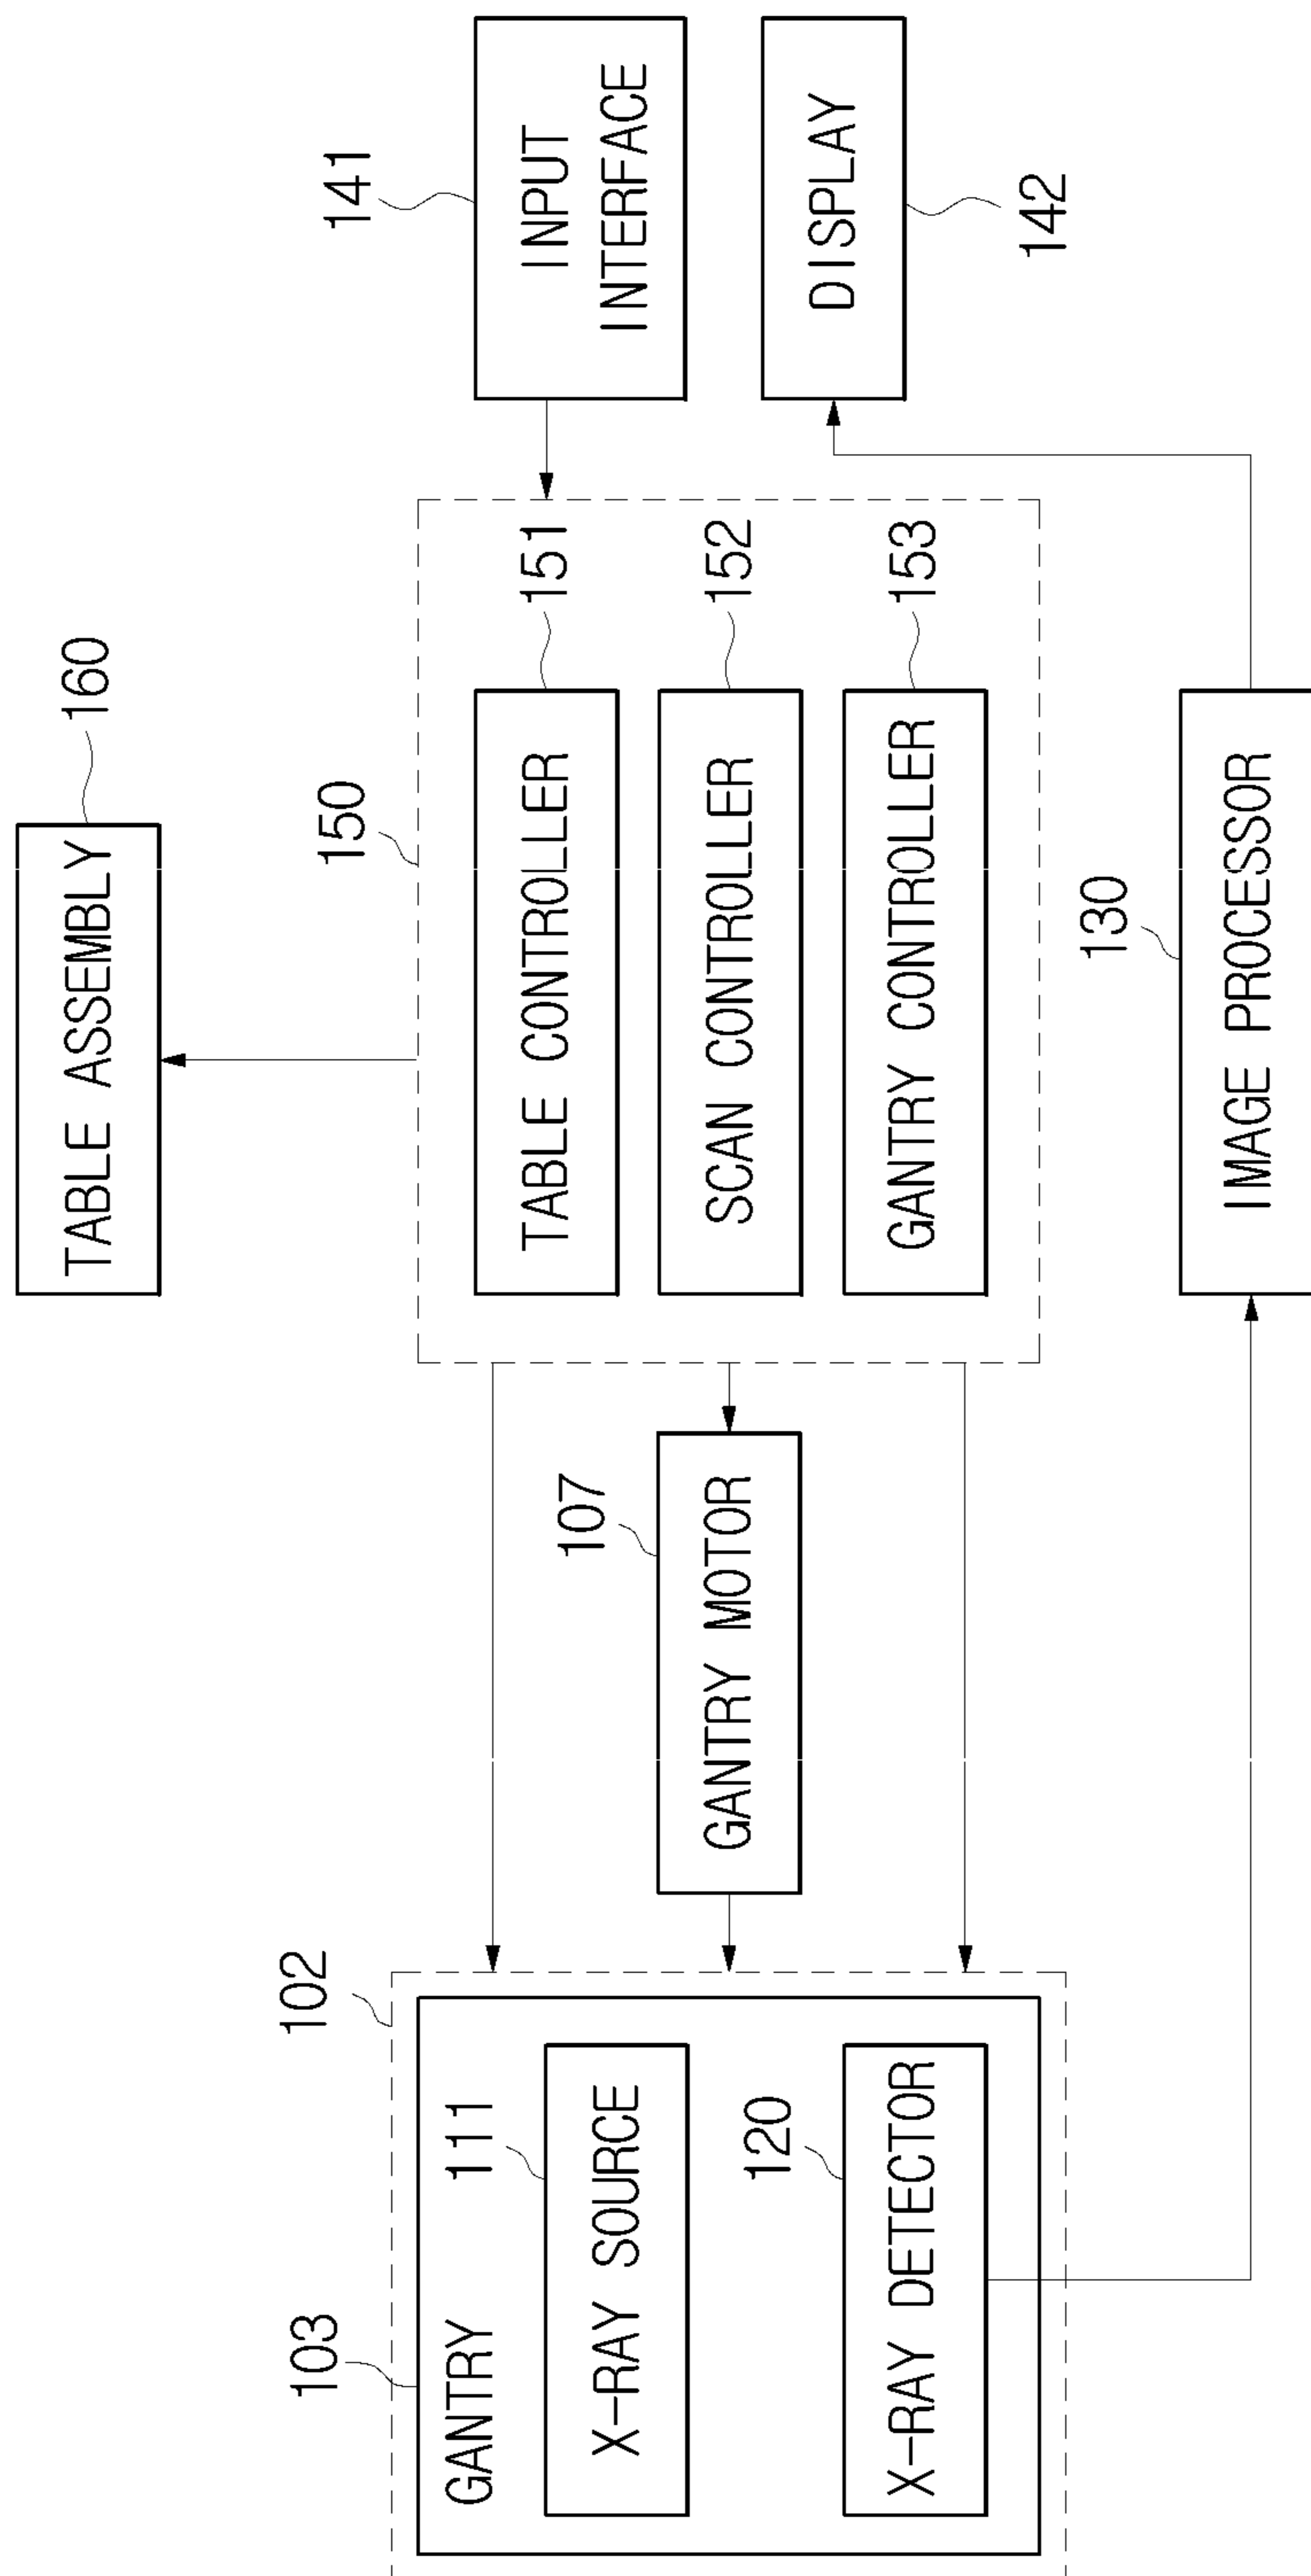 160
TABLE ASSEMBLY
102
103
GANTRY
111
X-RAY SOURCE
120
X-RAY DETECTOR
107
GANTRY MOTOR
150
TABLE CONTROLLER
151
SCAN CONTROLLER
152
GANTRY CONTROLLER
153
141
INPUT
INTERFACE
DISPLAY
142
130
IMAGE PROCESSOR